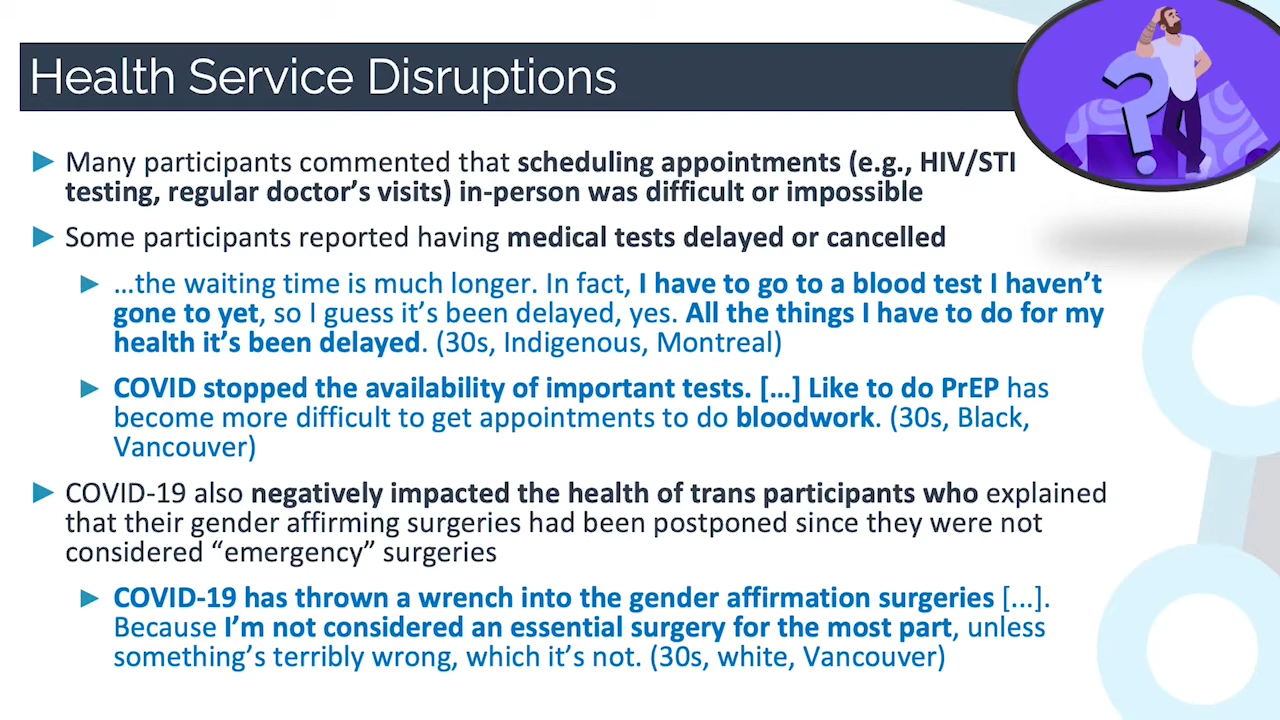 Health Service Disruptions
Many participants commented that scheduling appointments (e.g., HIV/STI
testing, regular doctor’s visits) in-person was difficult or impossible
Some participants reported having medical tests delayed or cancelled
…the waiting time is much longer. In fact, I have to go to a blood test I haven’t
gone to yet, so I guess it’s been delayed, yes. All the things I have to do for my
health it’s been delayed. (30s, Indigenous, Montreal)
COVID stopped the availability of important tests. […] Like to do PrEP has
become more difficult to get appointments to do bloodwork. (30s, Black,
Vancouver)
COVID-19 also negatively impacted the health of trans participants who explained
that their gender affirming surgeries had been postponed since they were not
considered “emergency” surgeries
COVID-19 has thrown a wrench into the gender affirmation surgeries [...].
Because I’m not considered an essential surgery for the most part, unless
something’s terribly wrong, which it’s not. (30s, white, Vancouver)